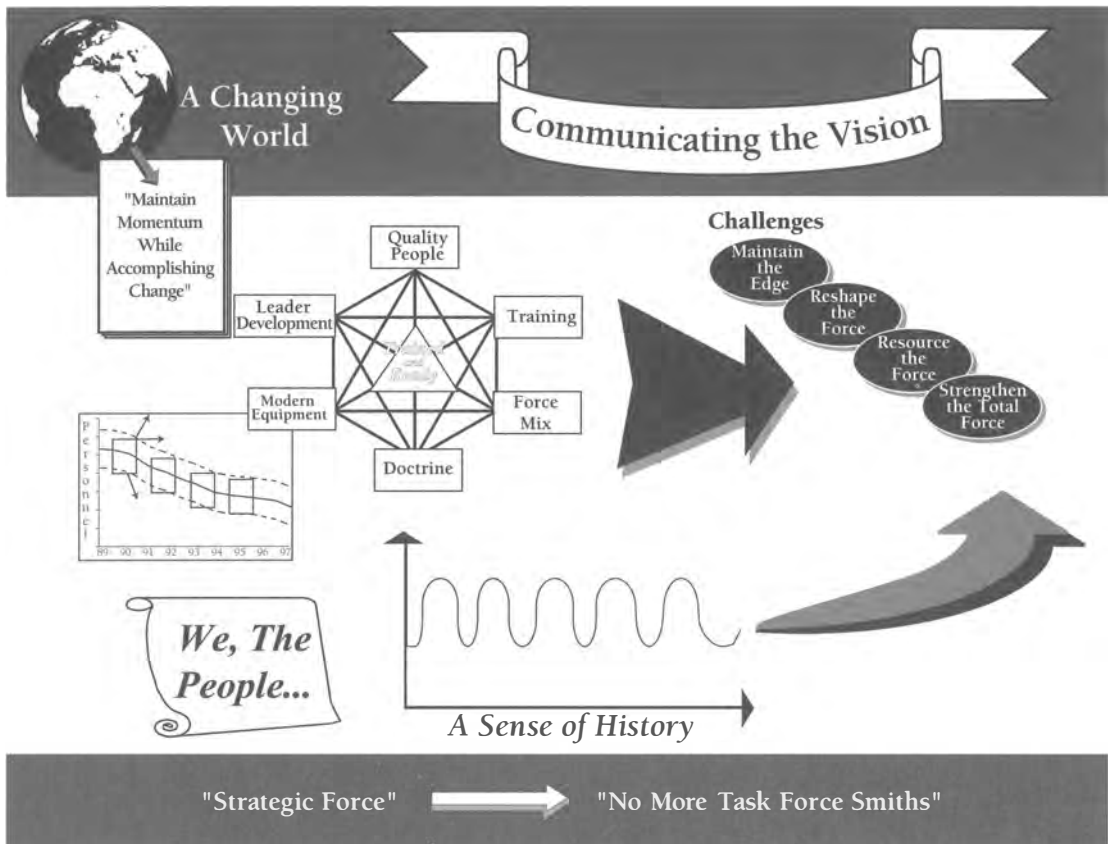 A Changing
World
Communicating the Vision
"Maintain
Momentum
While
Accomplishing
Change"
Quality
People
Leader
Development
Training
Trained
and
Ready
Modern
Equipment
Force
Mix
Doctrine
Challenges
Maintain
the
Edge
Reshape
the
Force
Resource
the
Force
Strengthen
the Total
Force
Personnel
89 90 91 92 93 94 95 96 97
We, The
People...
A Sense of History
"Strategic Force"
"No More Task Force Smiths"